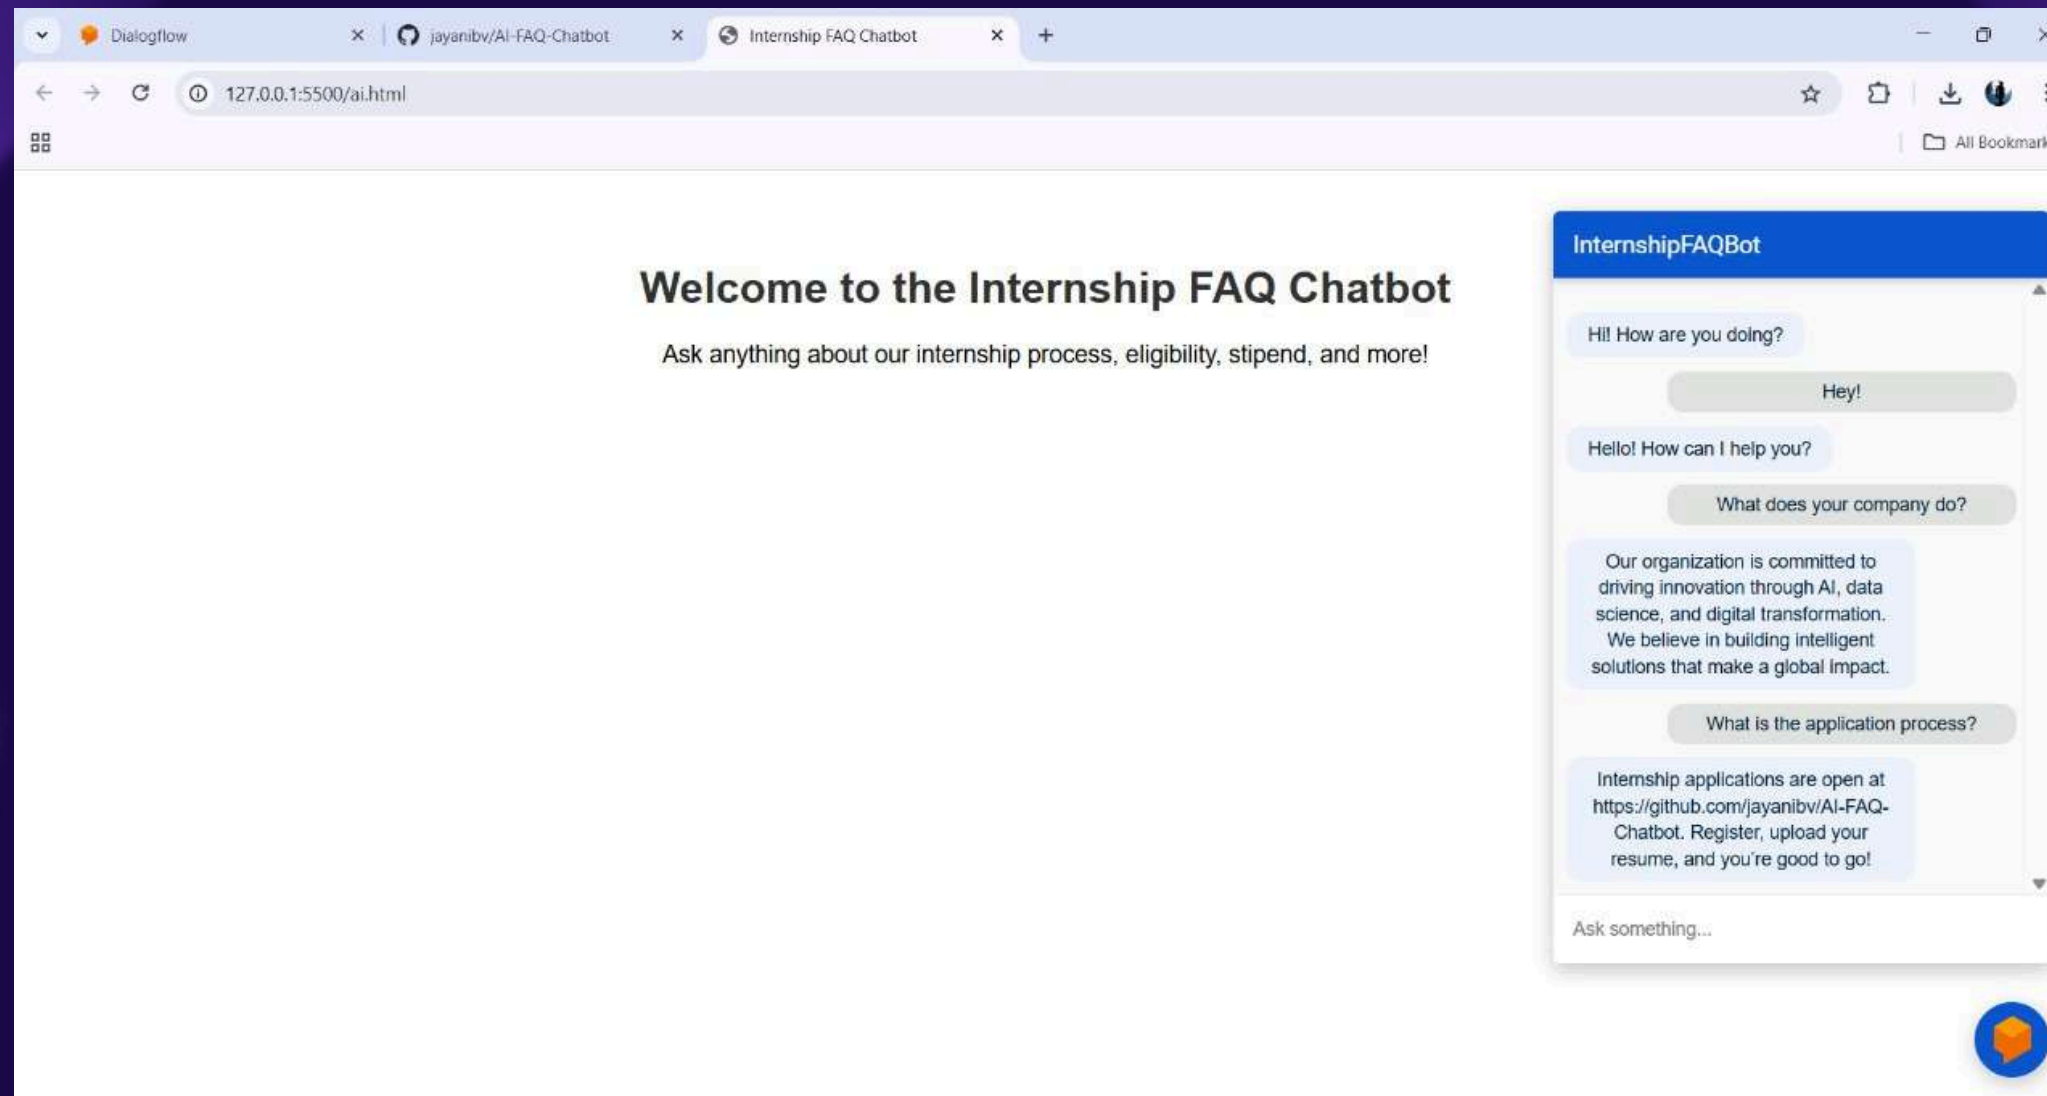 Dialogflow
jayanibv/AI-FAQ-Chatbot
Internship FAQ Chatbot
127.0.0.1:5500/ai.html
All Bookmark
Welcome to the Internship FAQ Chatbot
Ask anything about our internship process, eligibility, stipend, and more!
InternshipFAQBot
Hi! How are you doing?
Hey!
Hello! How can I help you?
What does your company do?
Our organization is committed to
driving innovation through AI, data
science, and digital transformation.
We believe in building intelligent
solutions that make a global impact.
What is the application process?
Internship applications are open at
https://github.com/jayanibv/AI-FAQ-
Chatbot. Register, upload your
resume, and you're good to go!
Ask something...